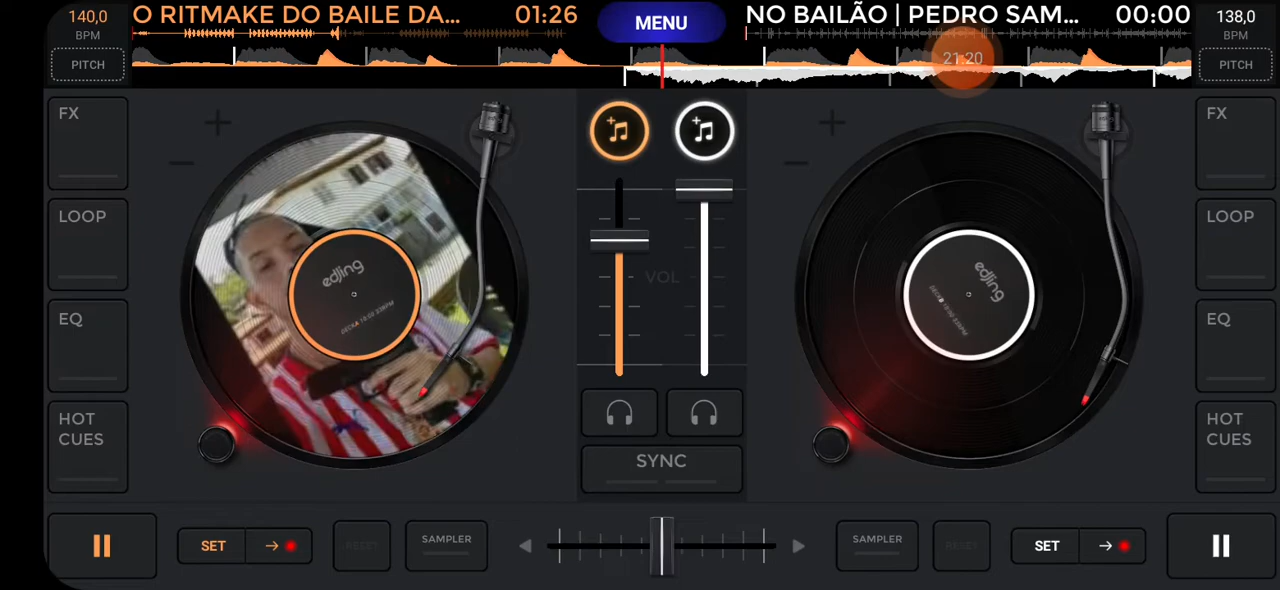 140,0
BPM
PITCH
O RITMAKE DO BAILE DA...
01:26
MENU
NO BAILÃO | PEDRO SAM...
00:00
138,0
BPM
PITCH
21:20
FX
LOOP
EQ
HOT
CUES
edjing
VOL
edjing
FX
LOOP
EQ
HOT
CUES
SYNC
SET
RESET
SAMPLER
SAMPLER
RESET
SET